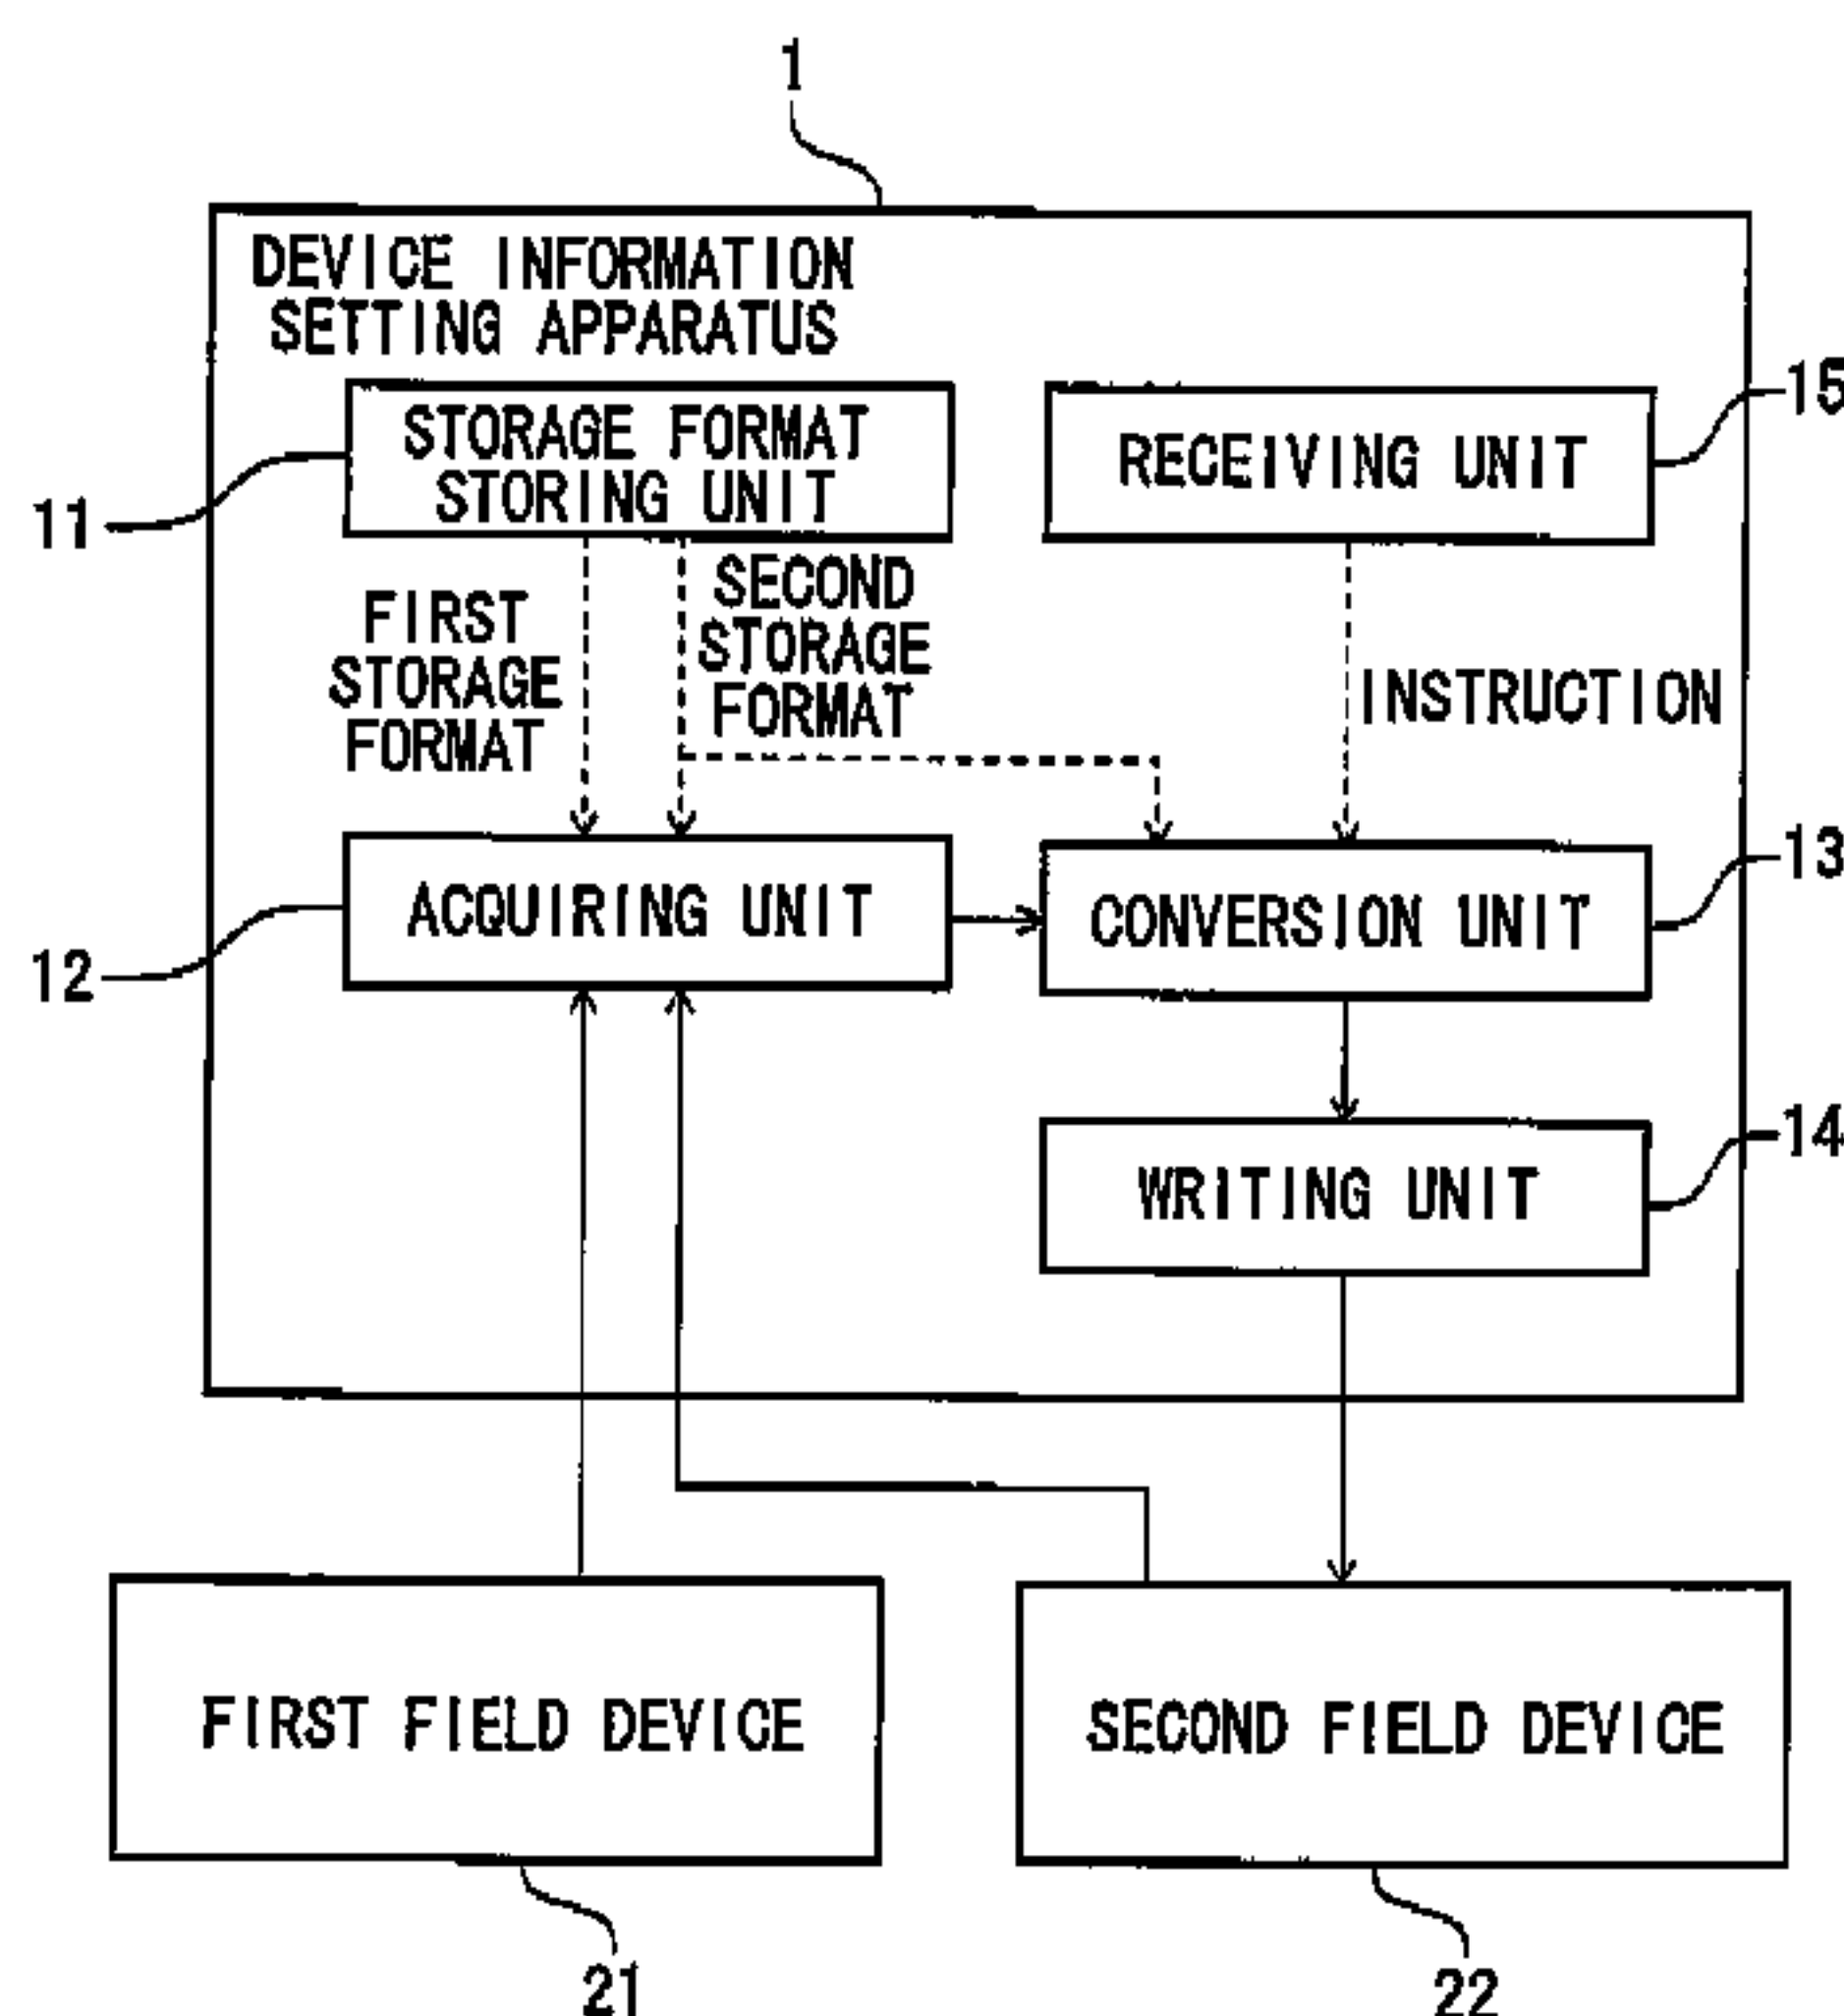 1
DEVICE INFORMATION
SETTING APPARATUS
STORAGE FORMAT
STORING UNIT
RECEIVING UNIT
15
11
FIRST
STORAGE
FORMAT
SECOND
STORAGE
FORMAT
INSTRUCTION
ACQUIRING UNIT
CONVERSION UNIT
13
12
WRITING UNIT
14
FIRST FIELD DEVICE
SECOND FIELD DEVICE
21
22